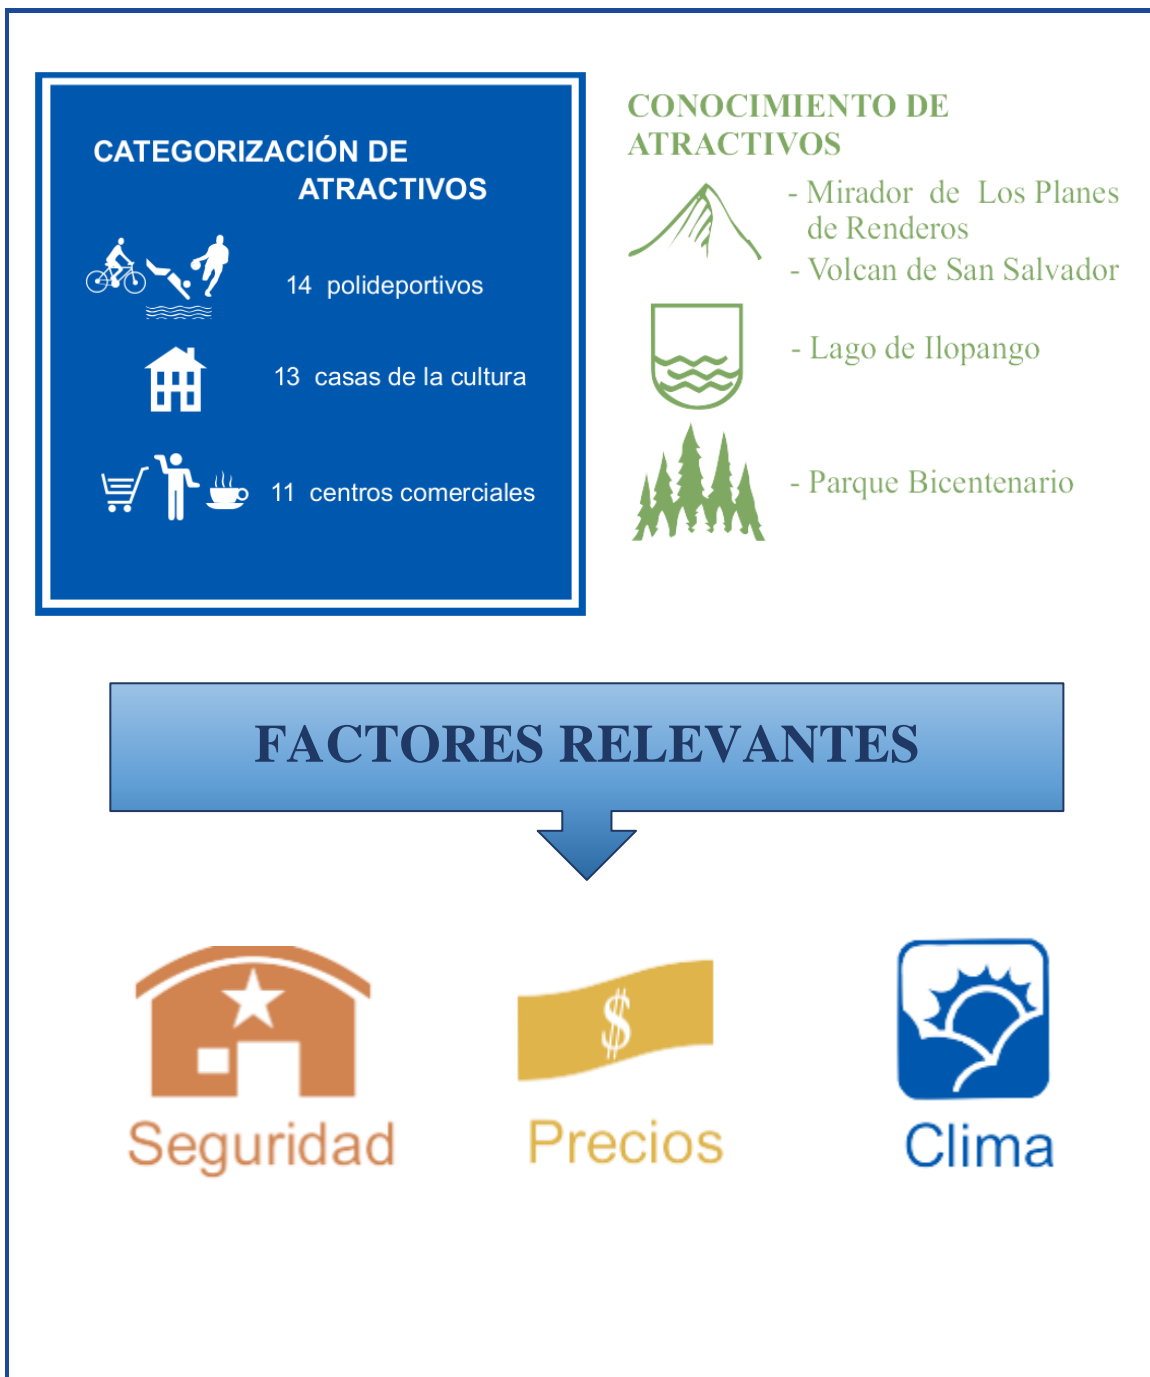 CATEGORIZACIÓN DE
ATRACTIVOS
14 polideportivos
13 casas de la cultura
11 centros comerciales
CONOCIMIENTO DE
ATRACTIVOS
- Mirador de Los Planes
de Renderos
- Volcan de San Salvador
- Lago de Ilopango
- Parque Bicentenario
FACTORES RELEVANTES
$
Seguridad
Precios
Clima